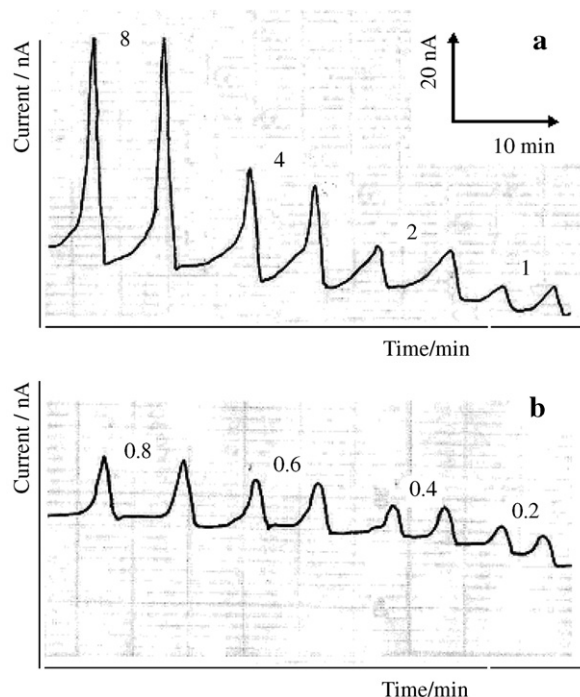 a
Current / nA
8
4
2
1
20 nA
10 min
Time/min
b
Current / nA
0.8
0.6
0.4
0.2
Time/min